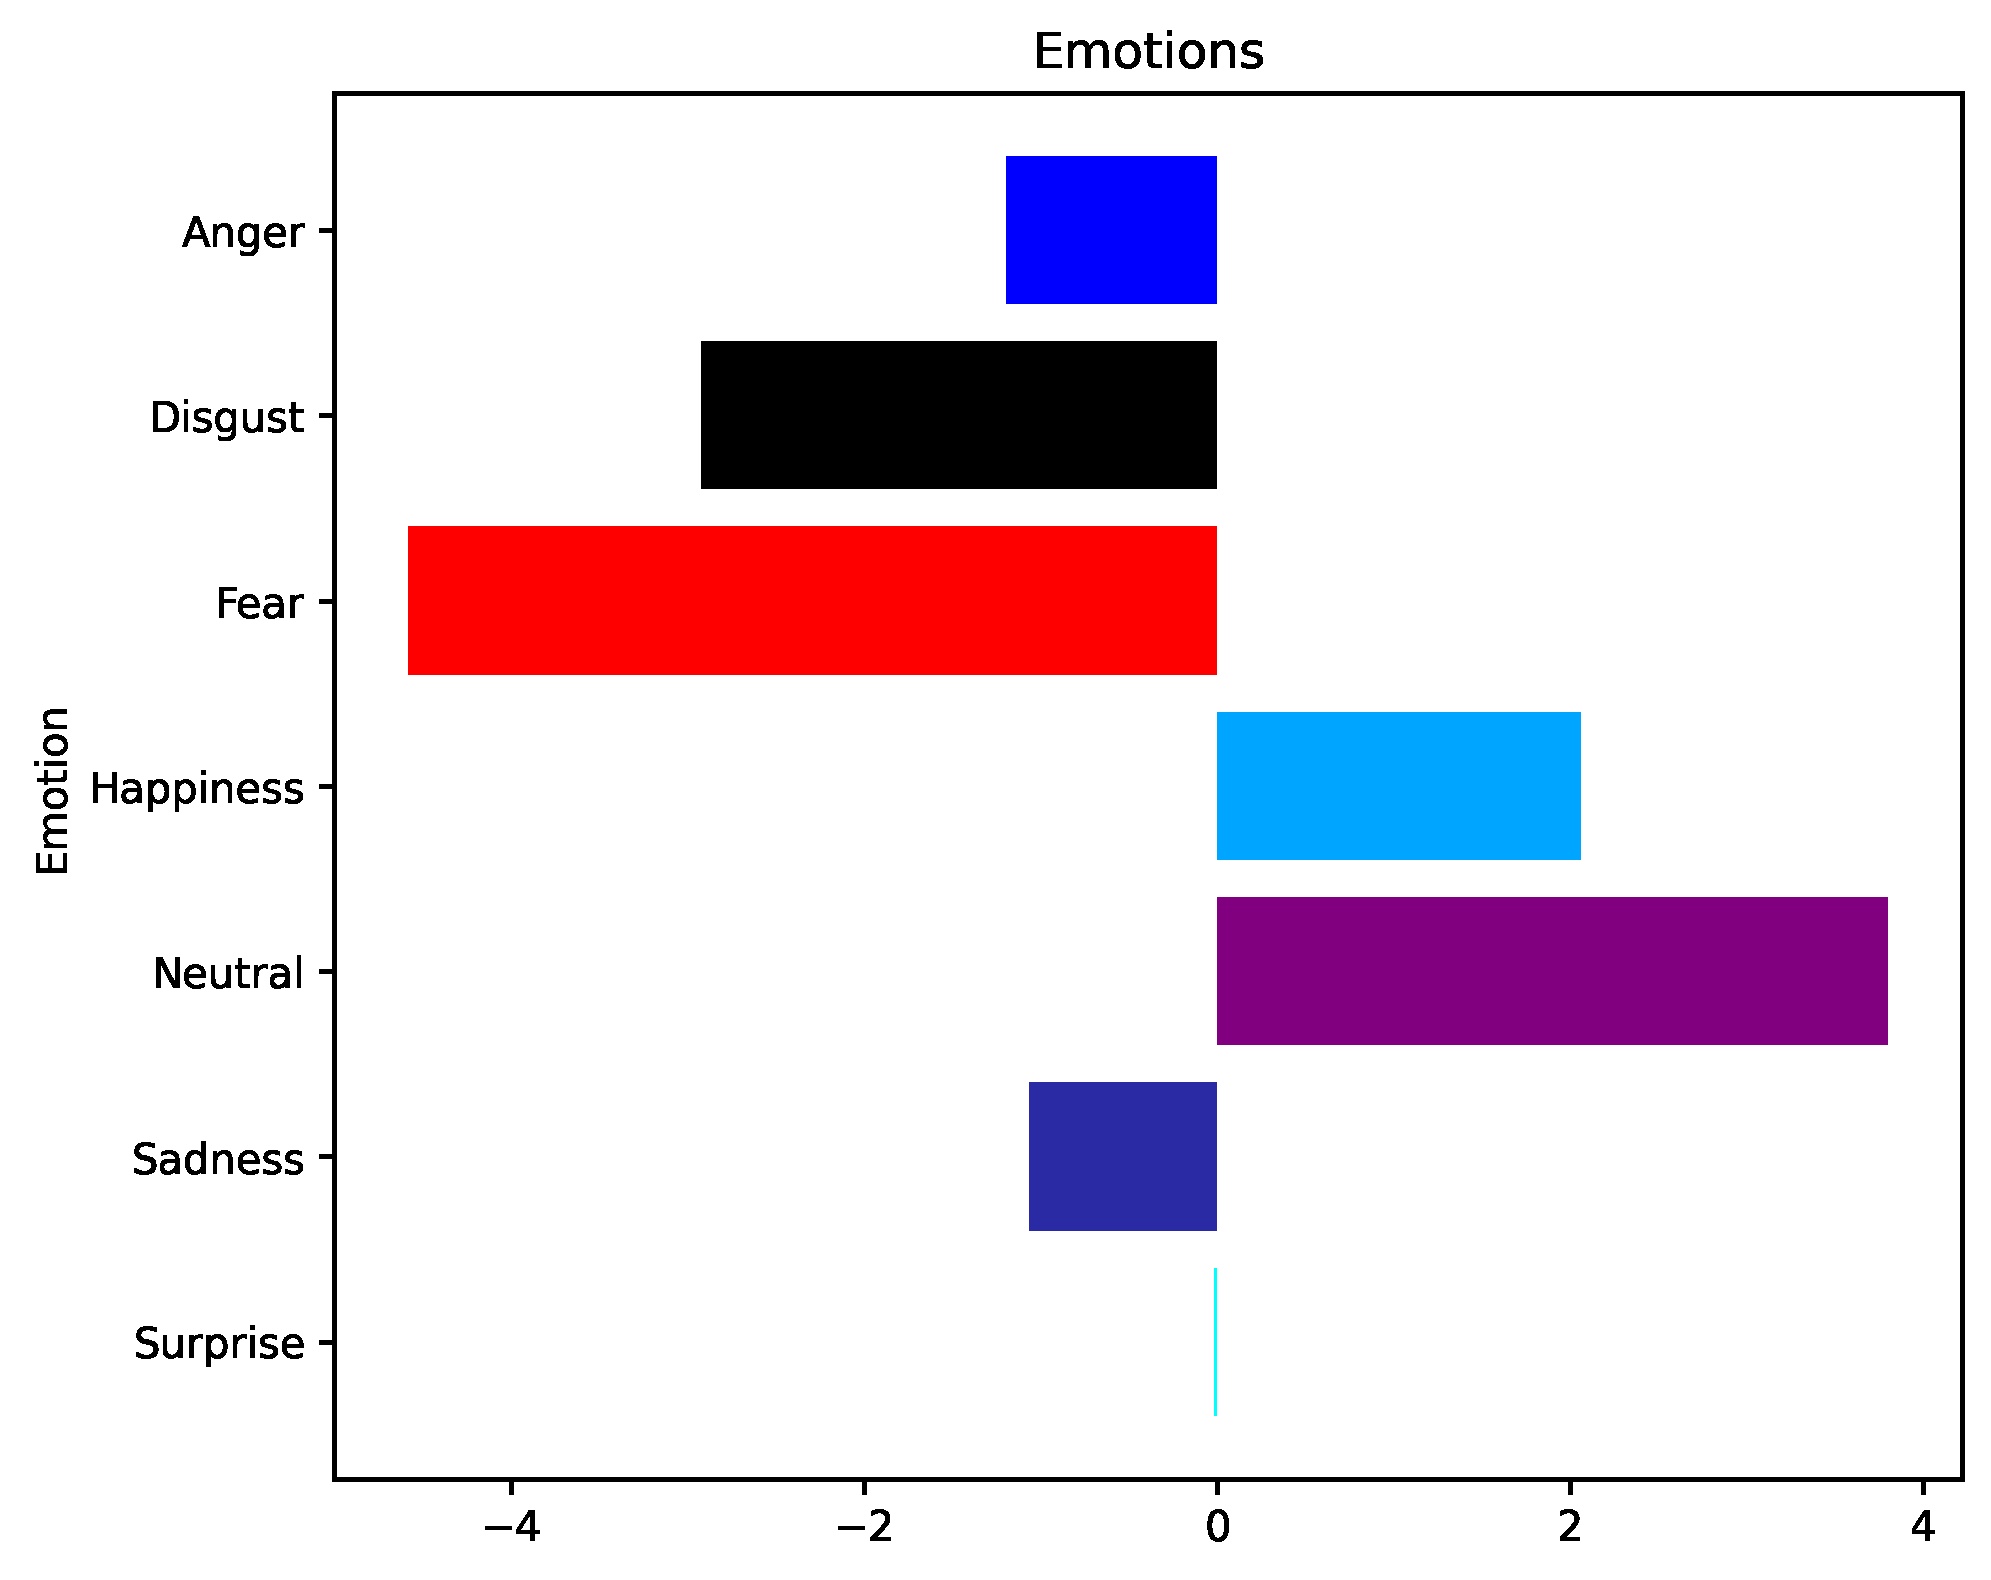 Emotions
Anger
Disgust
Fear
Happiness
Neutral
Sadness
Surprise
Emotion
−4 −2 0 2 4